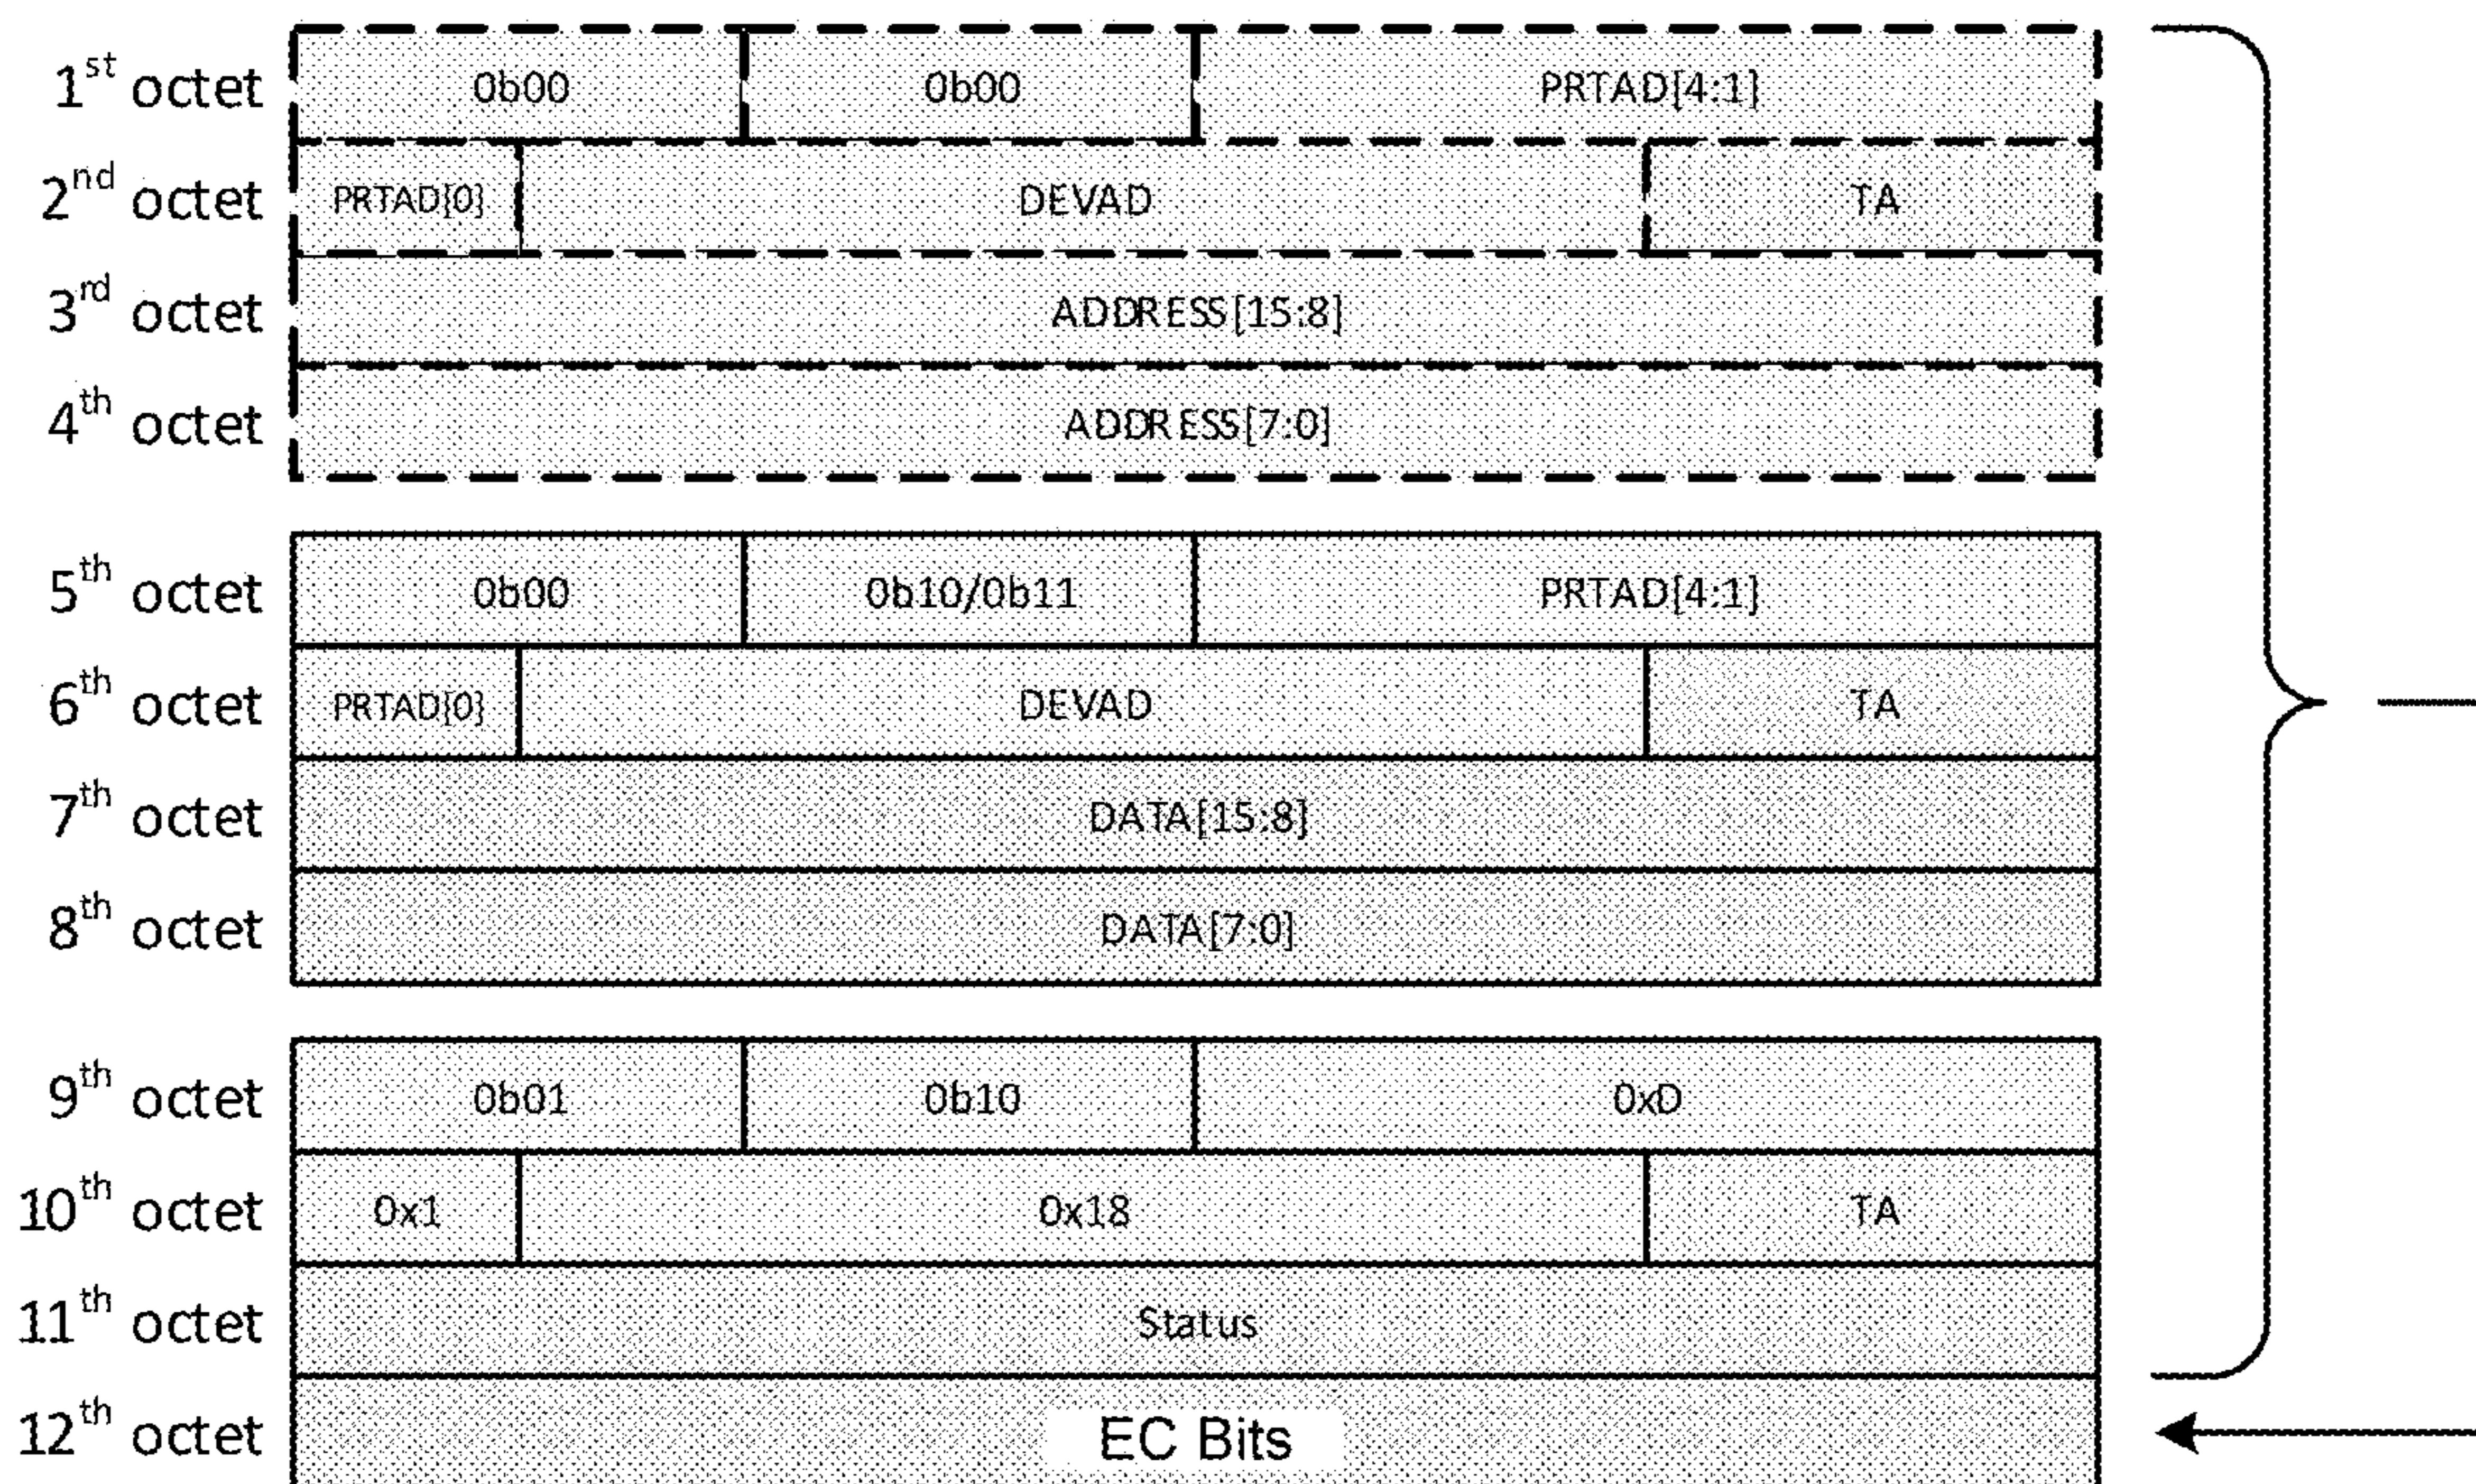 1st octet 0b00 0b00 PRTAD[4:1]
2nd octet PRTAD[0] DEVAD TA
3rd octet ADDRESS[15:8]
4th octet ADDRESS[7:0]
5th octet 0b00 0b10/0b11 PRTAD[4:1]
6th octet PRTAD[0] DEVAD TA
7th octet DATA[15:8]
8th octet DATA[7:0]
9th octet 0b01 0b10 0xD
10th octet 0x1 0x18 TA
11th octet Status
12th octet EC Bits